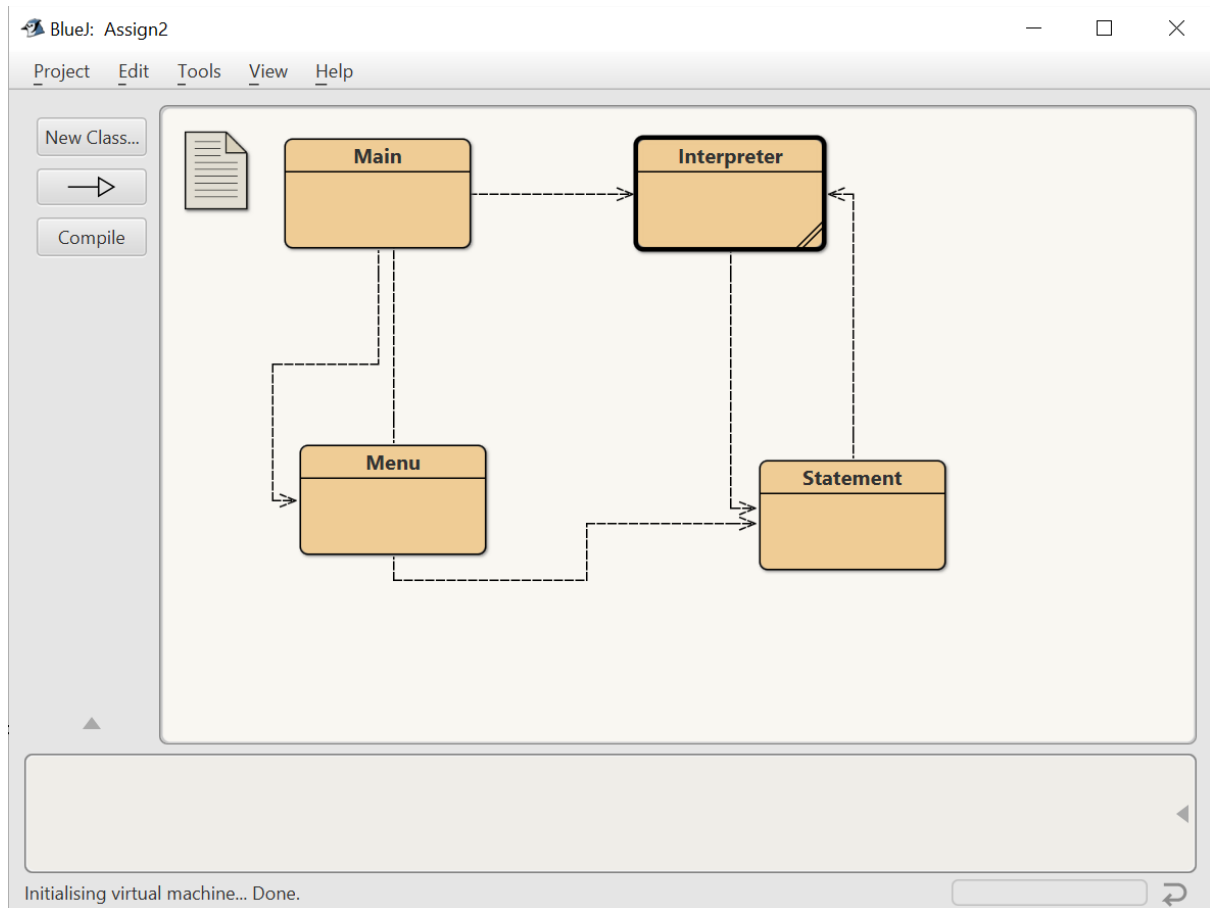 BlueJ: Assign2
Project Edit Tools View Help
New Class...
Compile
Main
Interpreter
Menu
Statement
Initialising virtual machine... Done.